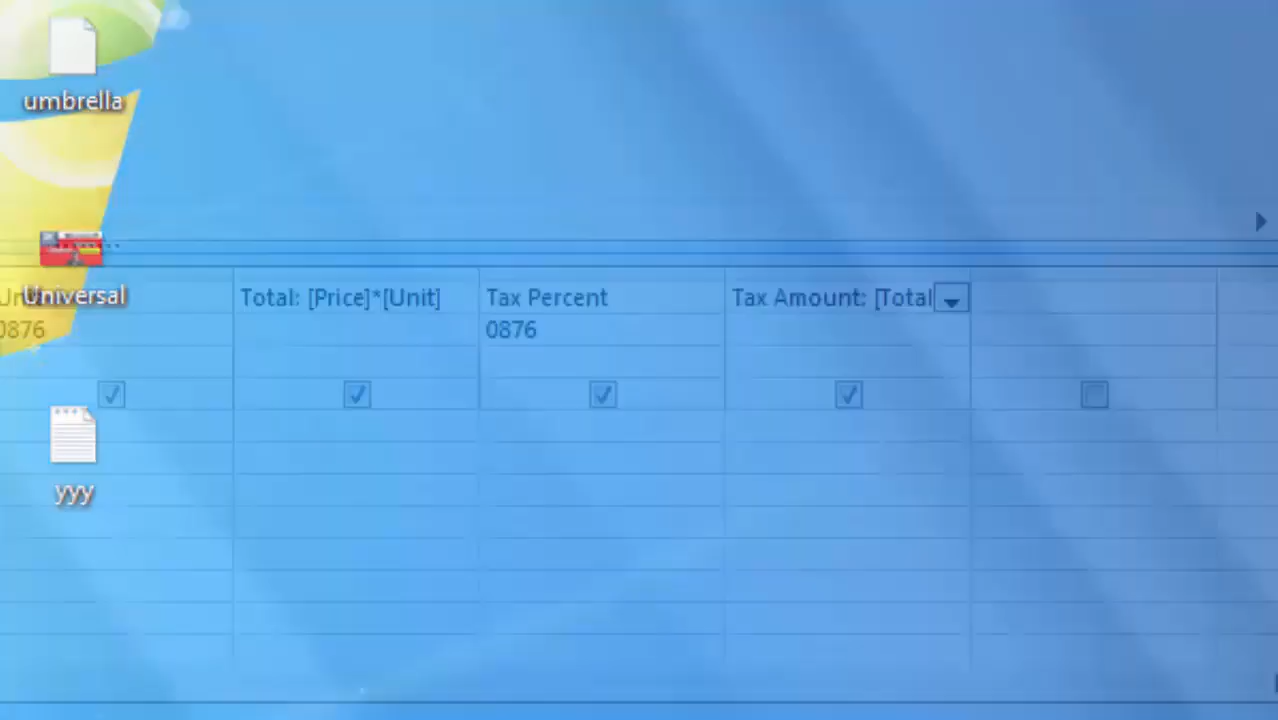 umbrella
Universal
Total: [Price]*[Unit]
Tax Percent
Tax Amount: [Total
0876
0876
yyy